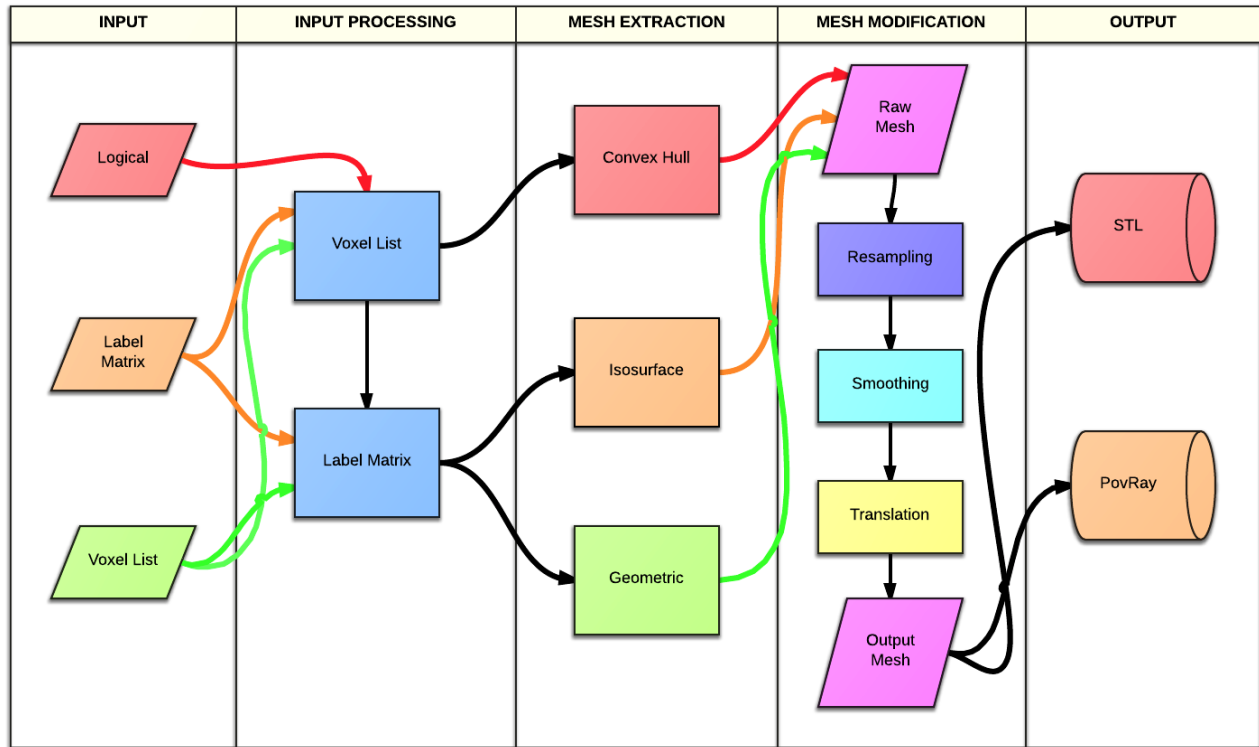 INPUT
INPUT PROCESSING
MESH EXTRACTION
MESH MODIFICATION
OUTPUT
Logical
Label
Matrix
Voxel List
Voxel List
Label Matrix
Convex Hull
Isosurface
Geometric
Raw
Mesh
Resampling
Smoothing
Translation
Output
Mesh
STL
PovRay